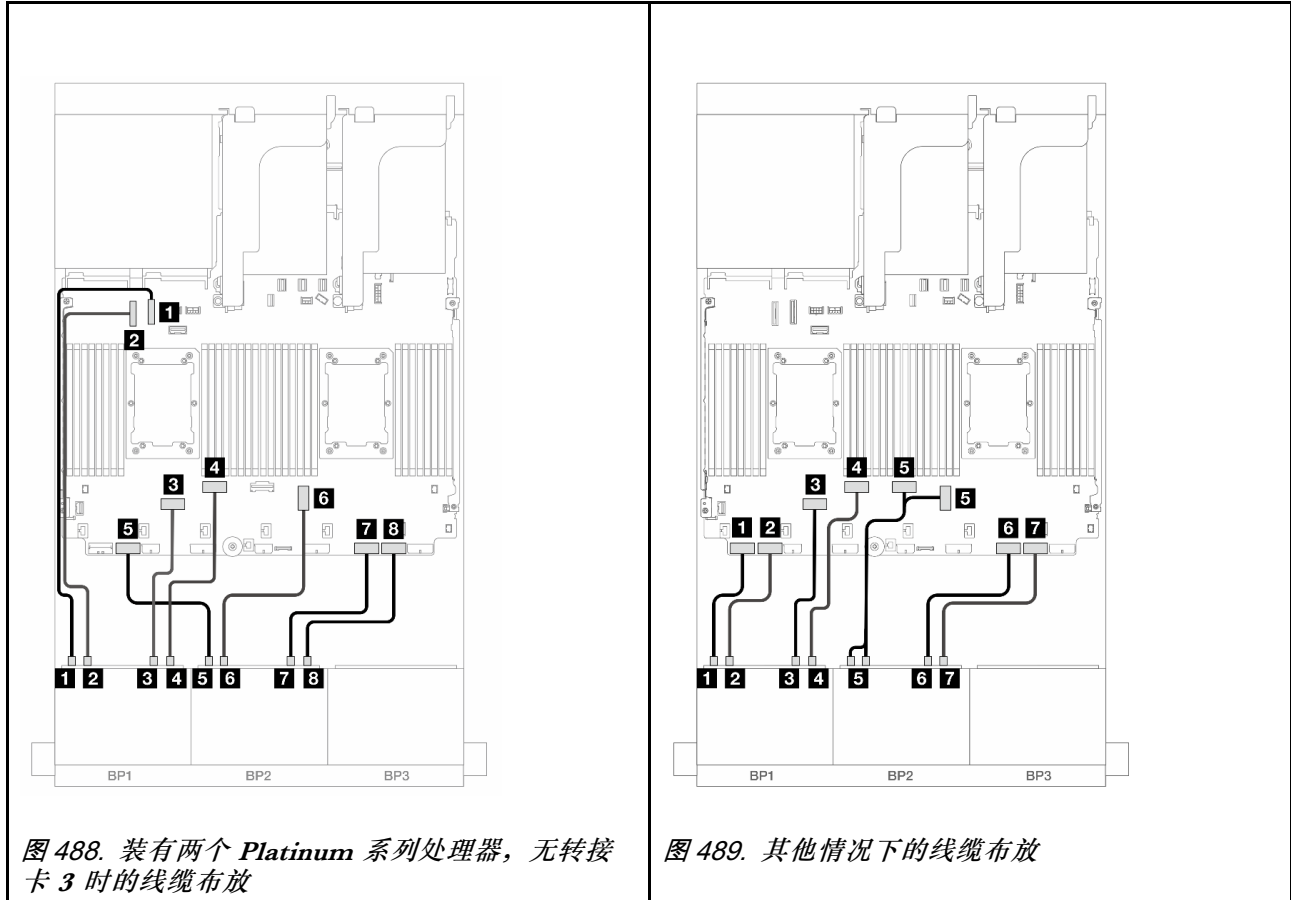 1
2
4
3
6
5
7 8
1 2 3 4 5 6 7 8
BP1 BP2 BP3
图 488. 装有两个 Platinum 系列处理器，无转接
卡 3 时的线缆布放
4 5
3 5
1 2 6 7
1 2 3 4 5 6 7
BP1 BP2 BP3
图 489. 其他情况下的线缆布放